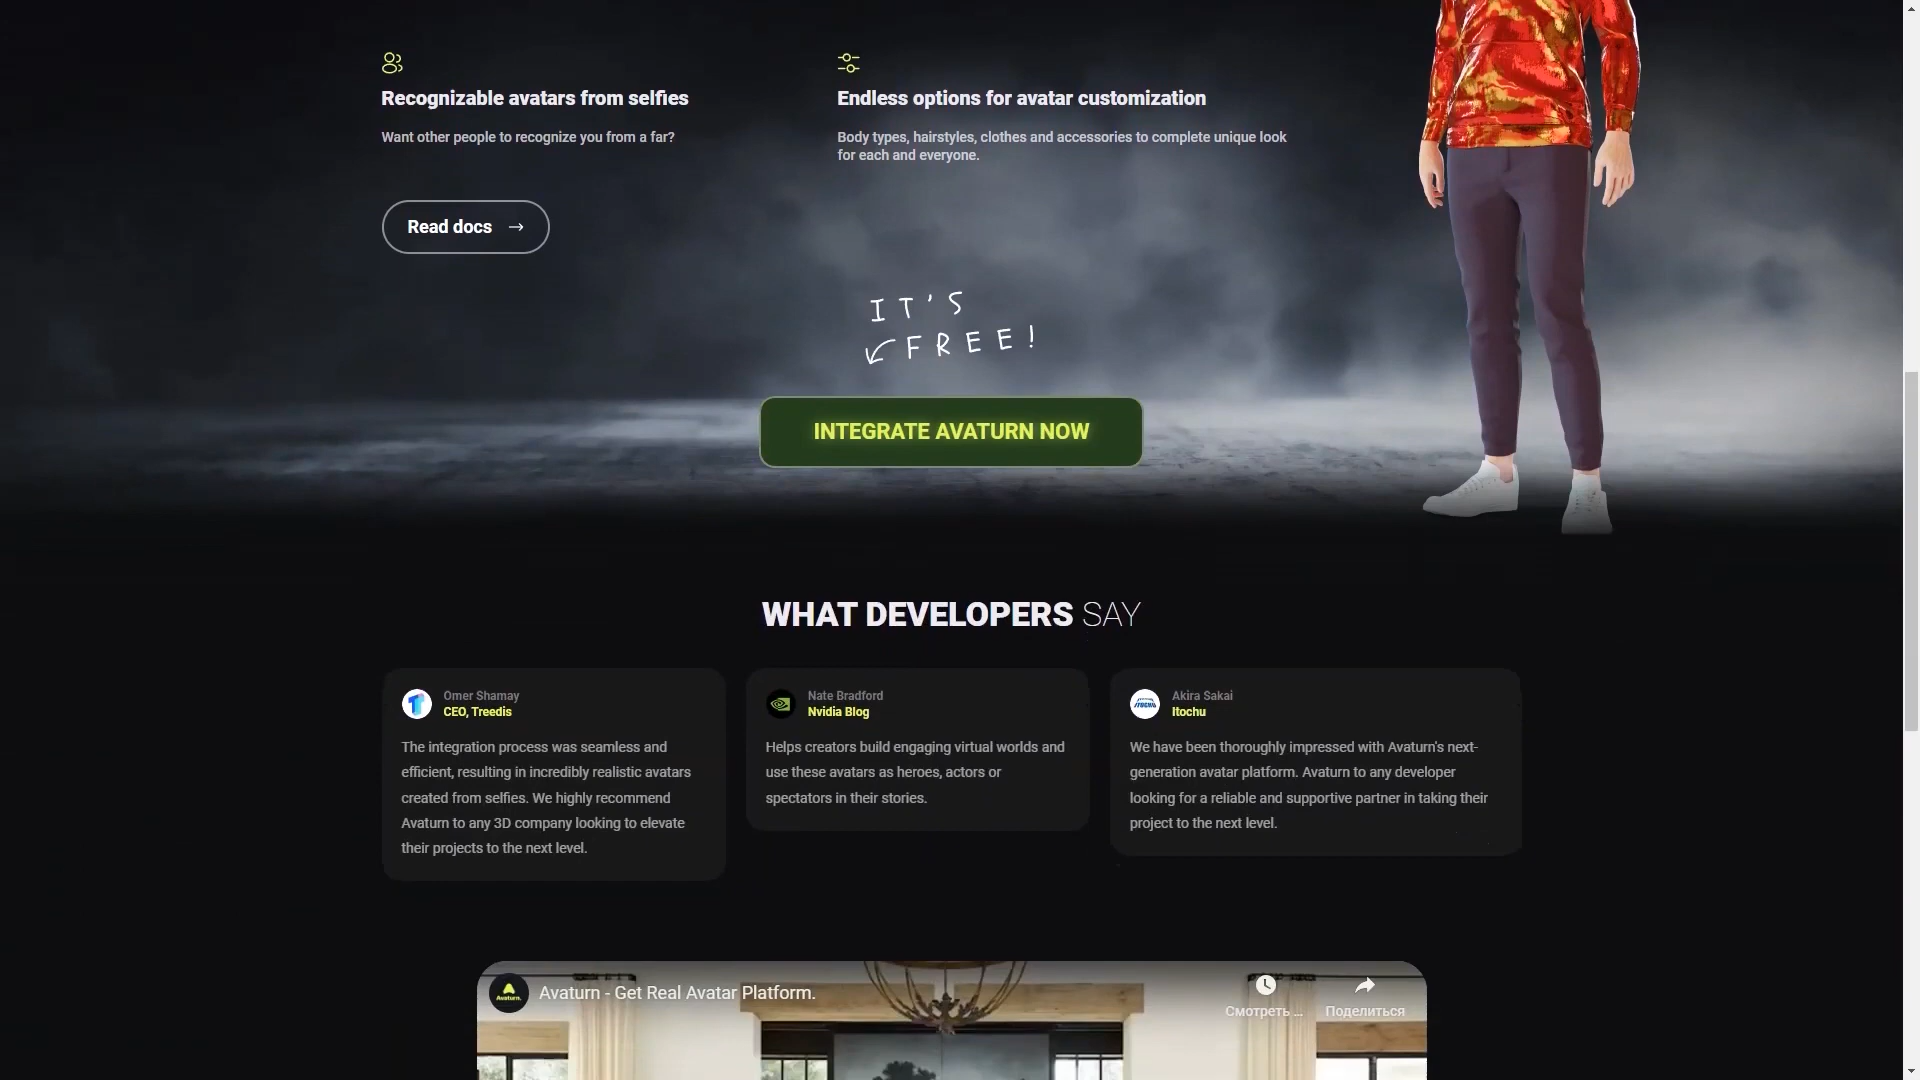 Recognizable avatars from selfies
Want other people to recognize you from a far?
Endless options for avatar customization
Body types, hairstyles, clothes and accessories to complete unique look
for each and everyone.
Read docs
IT'S
FREE!
INTEGRATE AVATURN NOW
WHAT DEVELOPERS SAY
Omer Shamay
CEO, Treedis
The integration process was seamless and
efficient, resulting in incredibly realistic avatars
created from selfies. We highly recommend
Avaturn to any 3D company looking to elevate
their projects to the next level.
Nate Bradford
Nvidia Blog
Helps creators build engaging virtual worlds and
use these avatars as heroes, actors or
spectators in their stories.
ITOCHU
Akira Sakai
Itochu
We have been thoroughly impressed with Avaturn's next-
generation avatar platform. Avaturn to any developer
looking for a reliable and supportive partner in taking their
project to the next level.
Avaturn.
Avaturn - Get Real Avatar Platform.
Смотреть ...
Поделиться